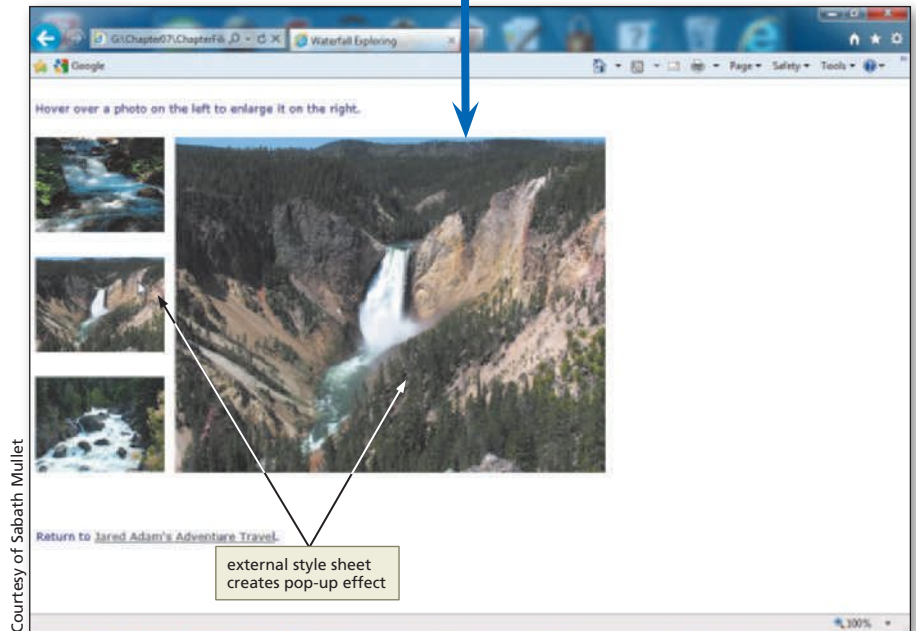 G:\Chapter07\ChapterFi
Waterfall Exploring
Google
Page
Safety
Tools
Hover over a photo on the left to enlarge it on the right.
Return to Jared Adam's Adventure Travel.
external style sheet
creates pop-up effect
100%
Courtesy of Sabath Mullet